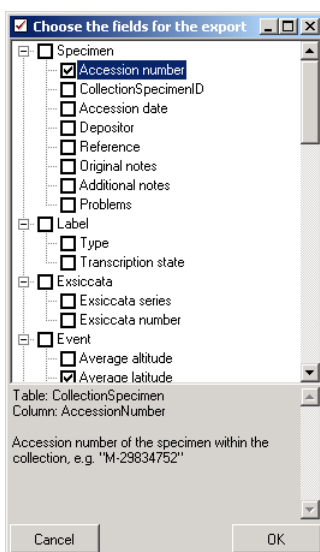 Choose the fields for the export
Specimen
Accession number
CollectionSpecimenID
Accession date
Depositor
Reference
Original notes
Additional notes
Problems
Label
Type
Transcription state
Exsiccata
Exsiccata series
Exsiccata number
Event
Average altitude
Average latitude
Table: CollectionSpecimen
Column: AccessionNumber
Accession number of the specimen within the
collection, e.g. "M-29834752"
Cancel OK